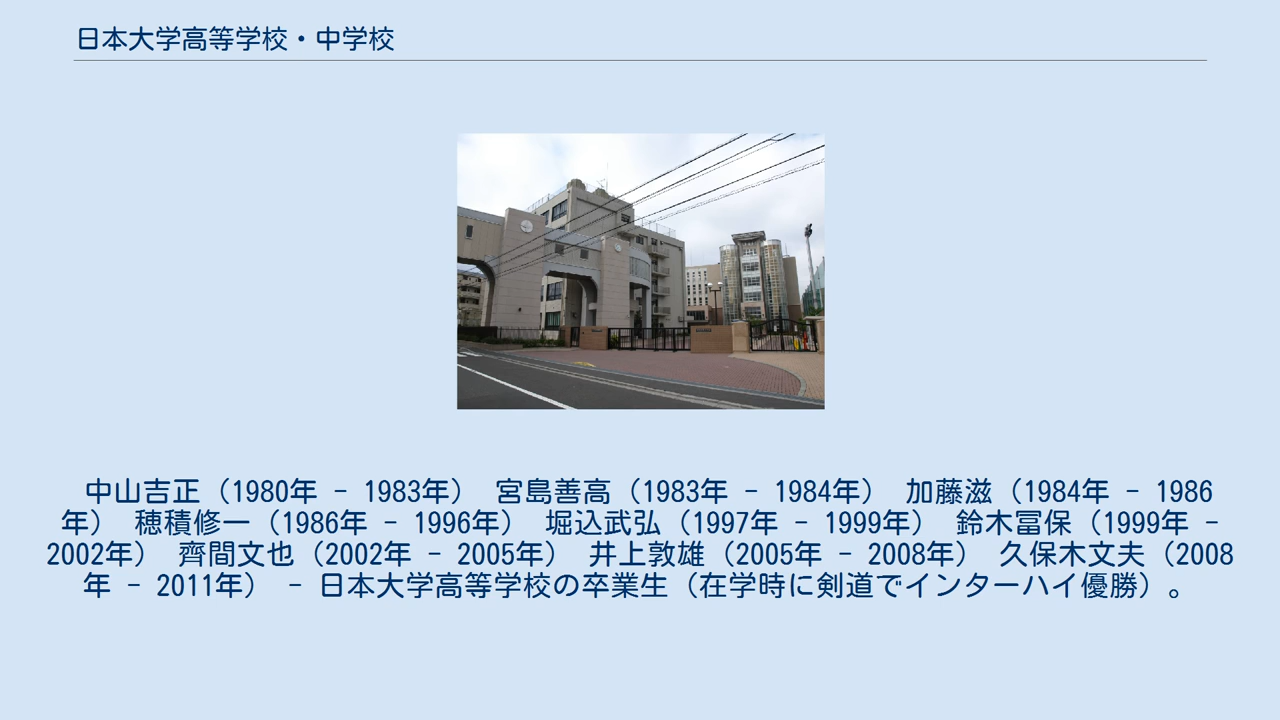 日本大学高等学校・中学校
中山吉正（1980年 - 1983年） 宮島善高（1983年 - 1984年） 加藤滋（1984年 - 1986
年） 穂積修一（1986年 - 1996年） 堀込武弘（1997年 - 1999年） 鈴木冨保（1999年 -
2002年） 齊間文也（2002年 - 2005年） 井上敦雄（2005年 - 2008年） 久保木文夫（2008
年 - 2011年） - 日本大学高等学校の卒業生（在学時に剣道でインターハイ優勝）。